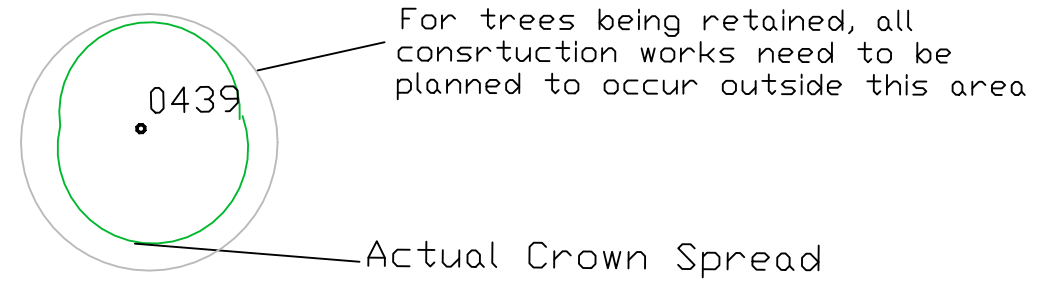 For trees being retained, all
consrtuction works need to be
planned to occur outside this area
0439
Actual Crown Spread